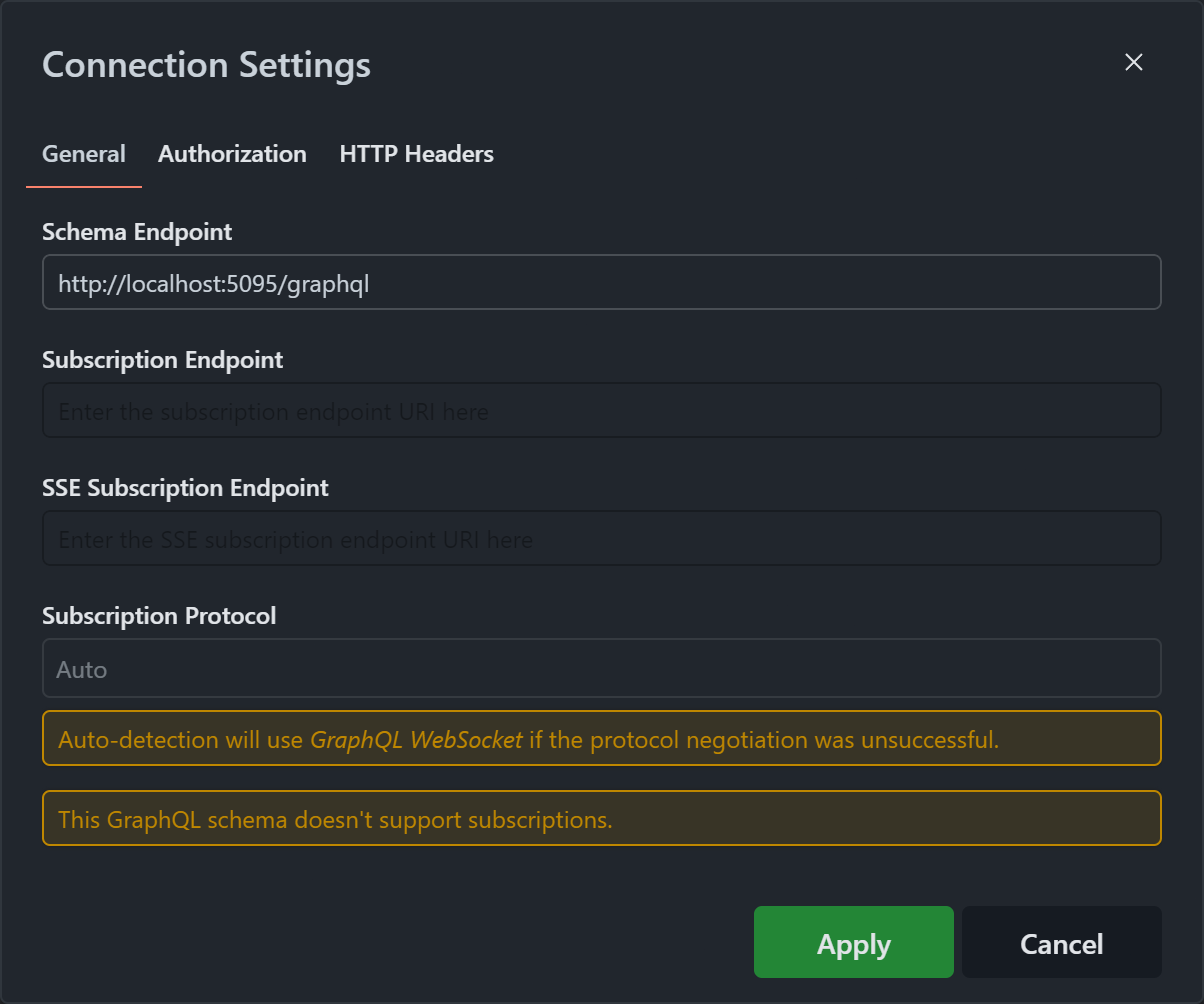 Connection Settings
General Authorization HTTP Headers
Schema Endpoint
http://localhost:5095/graphql
Subscription Endpoint
Enter the subscription endpoint URI here
SSE Subscription Endpoint
Enter the SSE subscription endpoint URI here
Subscription Protocol
Auto
Auto-detection will use GraphQL WebSocket if the protocol negotiation was unsuccessful.
This GraphQL schema doesn't support subscriptions.
Apply Cancel